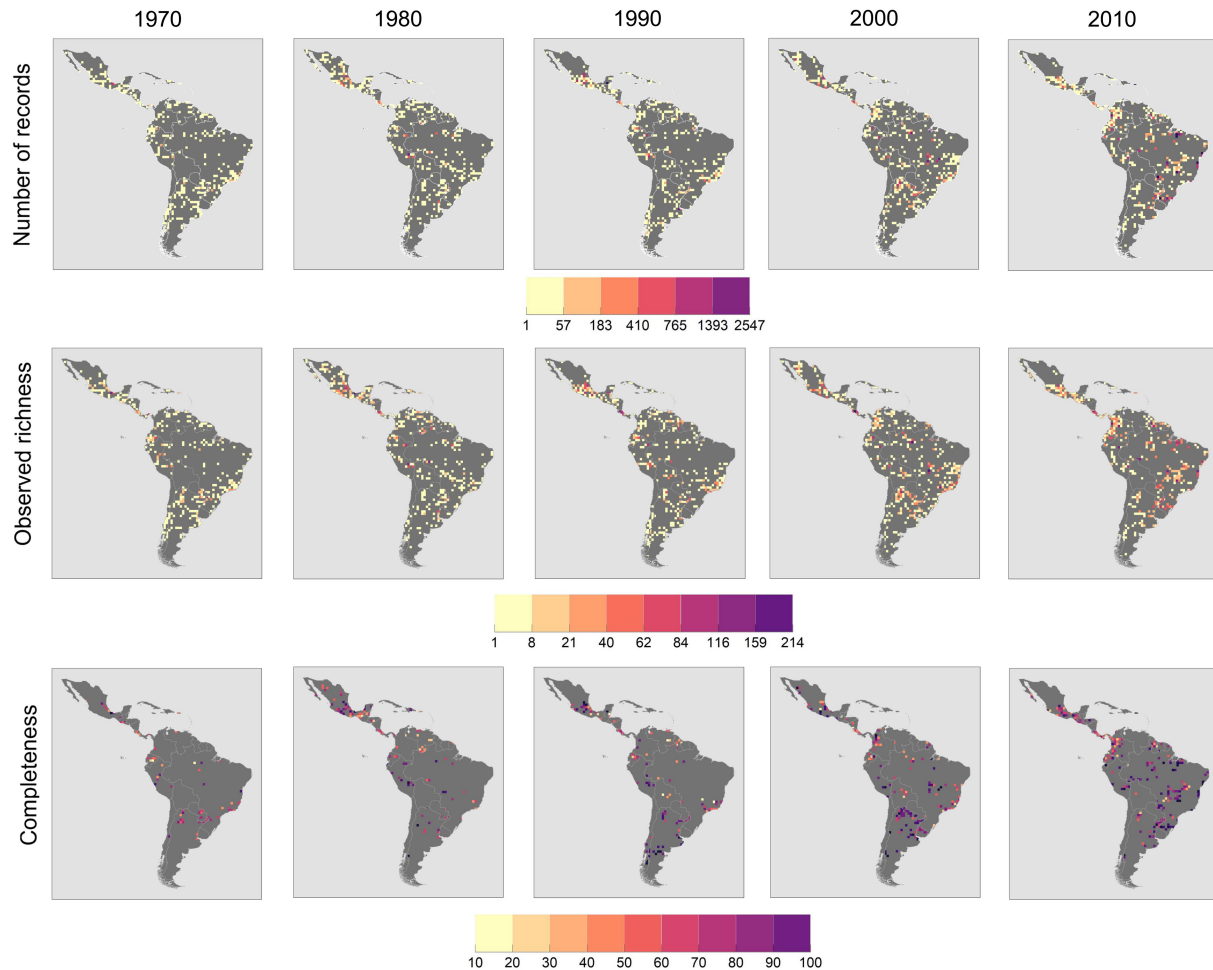 1970 1980 1990 2000 2010
Number of records
1 57 183 410 765 1393 2547
Observed richness
1 8 21 40 62 84 116 159 214
Completeness
10 20 30 40 50 60 70 80 90 100